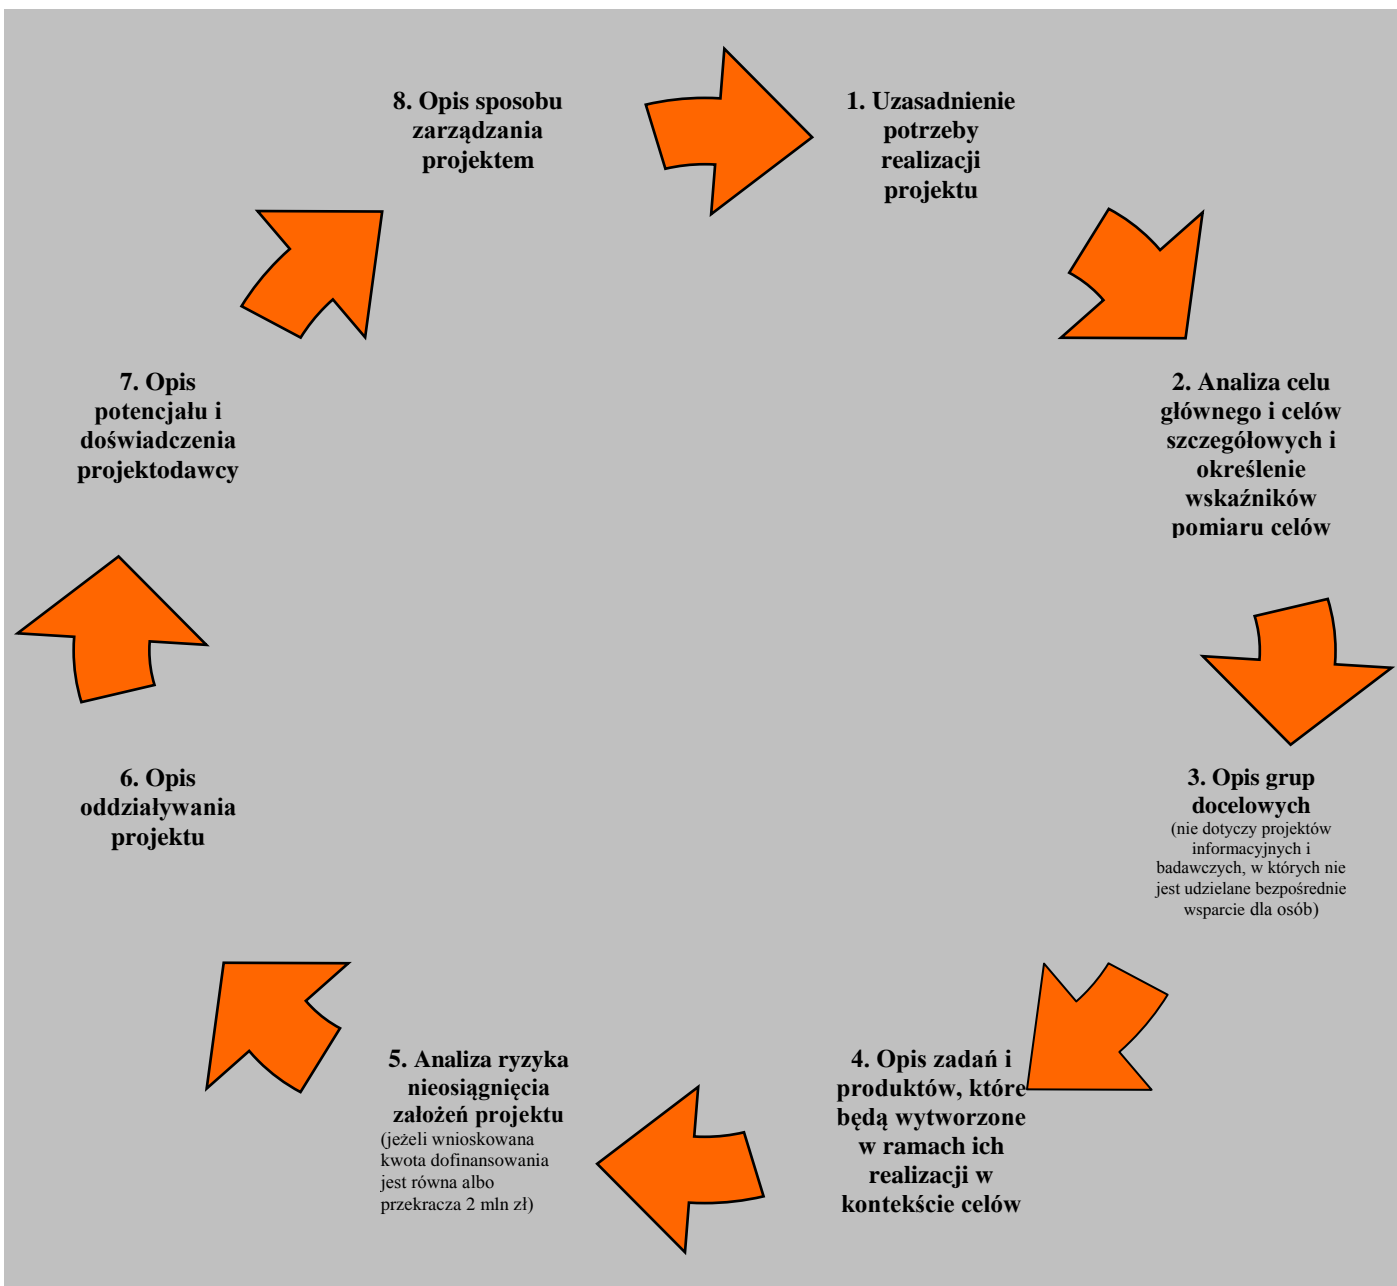 8. Opis sposobu
zarządzania
projektem
1. Uzasadnienie
potrzeby
realizacji
projektu
2. Analiza celu
głównego i celów
szczegółowych i
określenie
wskaźników
pomiaru celów
3. Opis grup
docelowych
(nie dotyczy projektów
informacyjnych i
badawczych, w których nie
jest udzielane bezpośrednie
wsparcie dla osób)
4. Opis zadań i
produktów, które
będą wytworzone
w ramach ich
realizacji w
kontekście celów
5. Analiza ryzyka
nieosiągnięcia
założeń projektu
(jeżeli wnioskowana
kwota dofinansowania
jest równa albo
przekracza 2 mln zł)
6. Opis
oddziaływania
projektu
7. Opis
potencjału i
doświadczenia
projektodawcy